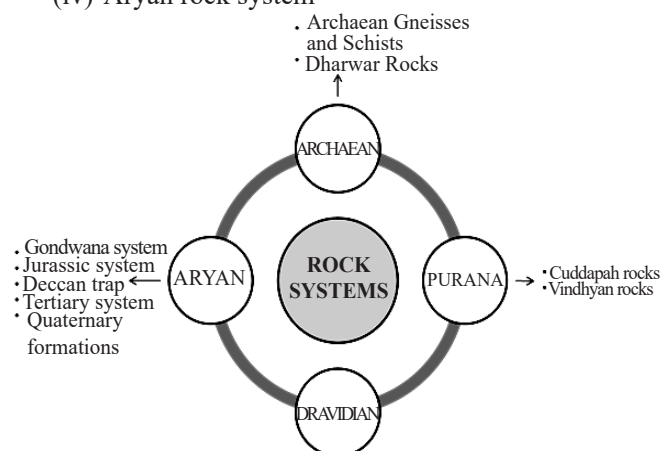 (iv) Aryan rock system
. Archaean Gneisses
and Schists
· Dharwar Rocks
ARCHAEAN
. Gondwana system
. Jurassic system
· Deccan trap
· Tertiary system
· Quaternary
formations
ARYAN
ROCK
SYSTEMS
PURANA
· Cuddapah rocks
· Vindhyan rocks
DRAVIDIAN